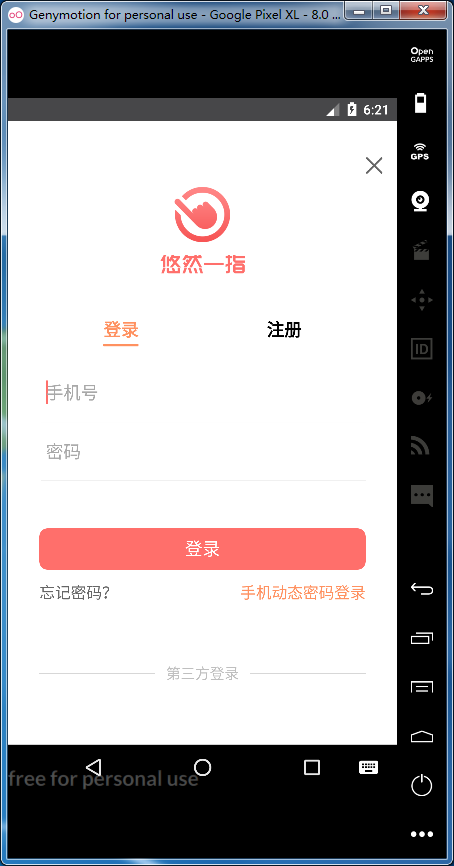 Genymotion for personal use - Google Pixel XL - 8.0 ...
Open
GAPPS
6:21
GPS
悠然一指
登录
注册
ID
手机号
密码
登录
忘记密码?
手机动态密码登录
第三方登录
free for personal use